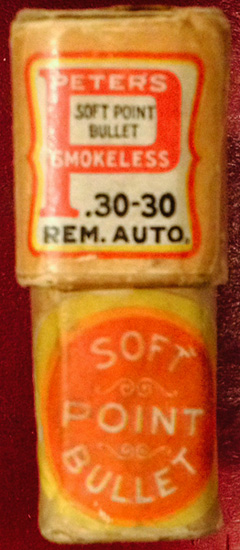 PETERS
SOFT POINT
BULLET
SMOKELESS
P
.30-30
REM. AUTO.
SOFT
POINT
BULLET